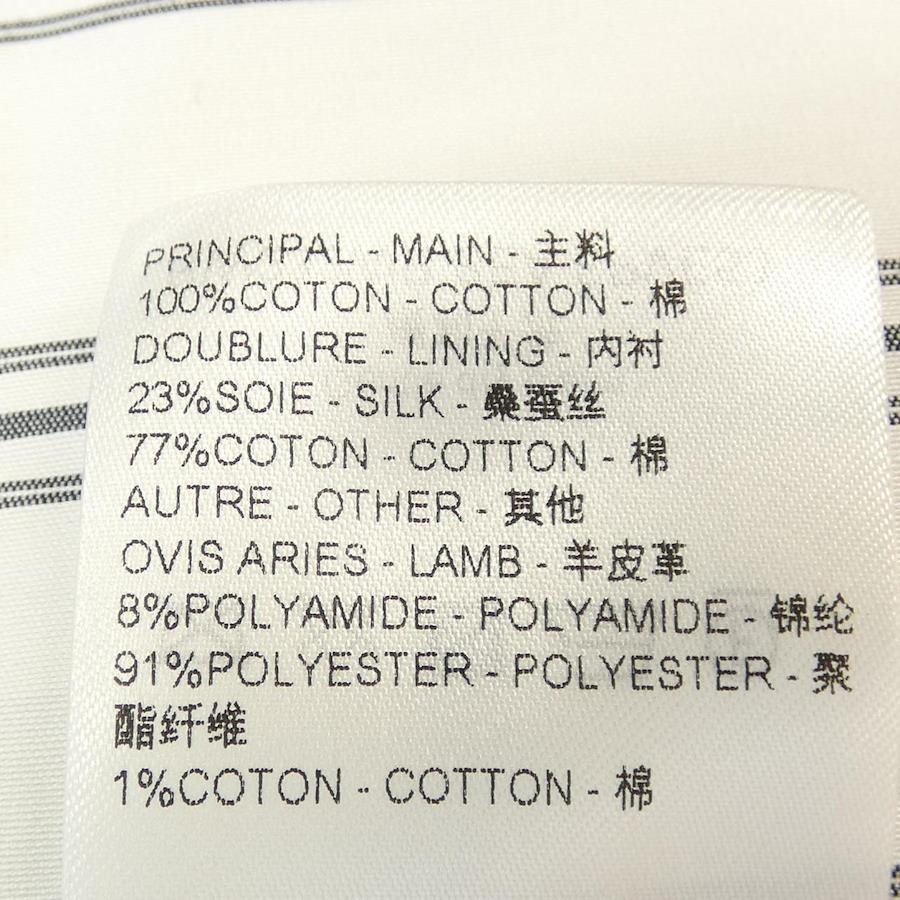 PRINCIPAL - MAIN - 主料
100%COTON - COTTON - 棉
DOUBLURE - LINING - 内衬
23%SOIE - SILK - 桑蚕丝
77%COTON - COTTON - 棉
AUTRE - OTHER - 其他
OVIS ARIES - LAMB - 羊皮革
8%POLYAMIDE - POLYAMIDE - 锦纶
91%POLYESTER - POLYESTER - 聚
酯纤维
1%COTON - COTTON - 棉